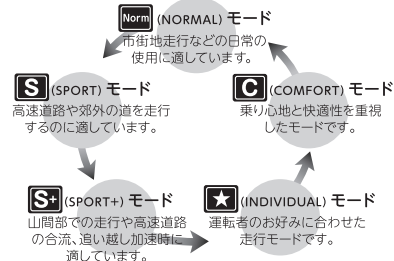 Norm (NORMAL) モード
市街地走行などの日常の
使用に適しています。
S (SPORT) モード
高速道路や郊外の道を走行
するのに適しています。
C (COMFORT) モード
乗り心地と快適性を重視
したモードです。
S+ (SPORT+) モード
山間部での走行や高速道路
の合流、追い越し加速時に
適しています。
★ (INDIVIDUAL) モード
運転者のお好みに合わせた
走行モードです。